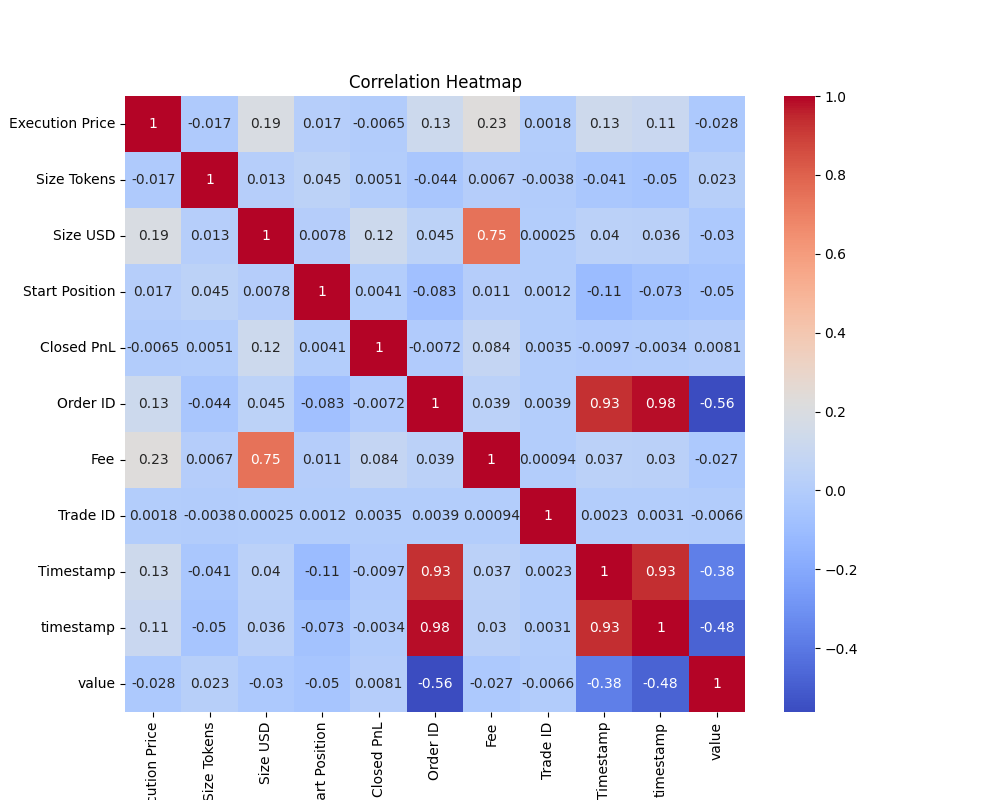 Correlation Heatmap
Execution Price 1 -0.017 0.19 0.017 -0.0065 0.13 0.23 0.0018 0.13 0.11 -0.028
Size Tokens -0.017 1 0.013 0.045 0.0051 -0.044 0.0067 -0.0038 -0.041 -0.05 0.023
Size USD 0.19 0.013 1 0.0078 0.12 0.045 0.75 0.00025 0.04 0.036 -0.03
Start Position 0.017 0.045 0.0078 1 0.0041 -0.083 0.011 0.0012 -0.11 -0.073 -0.05
Closed PnL -0.0065 0.0051 0.12 0.0041 1 -0.0072 0.084 0.0035 -0.0097 -0.0034 0.0081
Order ID 0.13 -0.044 0.045 -0.083 -0.0072 1 0.039 0.0039 0.93 0.98 -0.56
Fee 0.23 0.0067 0.75 0.011 0.084 0.039 1 0.00094 0.037 0.03 -0.027
Trade ID 0.0018 -0.0038 0.00025 0.0012 0.0035 0.0039 0.00094 1 0.0023 0.0031 -0.0066
Timestamp 0.13 -0.041 0.04 -0.11 -0.0097 0.93 0.037 0.0023 1 0.93 -0.38
timestamp 0.11 -0.05 0.036 -0.073 -0.0034 0.98 0.03 0.0031 0.93 1 -0.48
value -0.028 0.023 -0.03 -0.05 0.0081 -0.56 -0.027 -0.0066 -0.38 -0.48 1
cution Price
Size Tokens
Size USD
art Position
Closed PnL
Order ID
Fee
Trade ID
Timestamp
timestamp
value
1.0
0.8
0.6
0.4
0.2
0.0
−0.2
−0.4